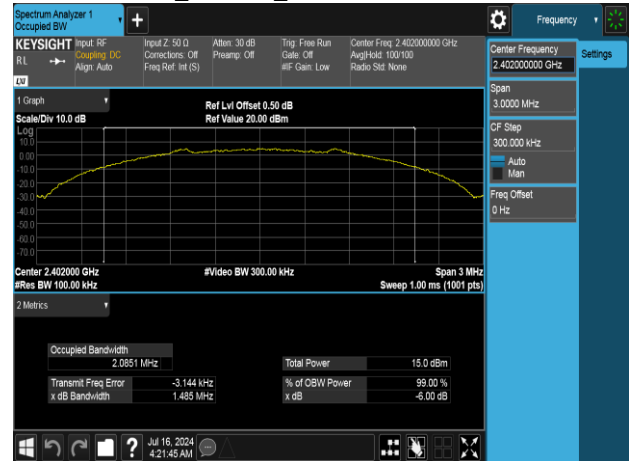 Spectrum Analyzer 1
Occupied BW
Frequency
KEYSIGHT
RL
LXI
Input: RF
Coupling: DC
Align: Auto
Input Z: 50 Ω
Corrections: Off
Freq Ref: Int (S)
Atten: 30 dB
Preamp: Off
Trig: Free Run
Gate: Off
#IF Gain: Low
Center Freq: 2.402000000 GHz
Avg|Hold: 100/100
Radio Std: None
Center Frequency
2.402000000 GHz
Settings
Span
3.0000 MHz
CF Step
300.000 kHz
Auto
Man
Freq Offset
0 Hz
1 Graph
Scale/Div 10.0 dB
Ref Lvl Offset 0.50 dB
Ref Value 20.00 dBm
Log
10.0
0.00
-10.0
-20.0
-30.0
-40.0
-50.0
-60.0
-70.0
Center 2.402000 GHz
#Video BW 300.00 kHz
Span 3 MHz
#Res BW 100.00 kHz
Sweep 1.00 ms (1001 pts)
2 Metrics
Occupied Bandwidth
2.0851 MHz
Total Power 15.0 dBm
Transmit Freq Error -3.144 kHz
% of OBW Power 99.00 %
x dB Bandwidth 1.485 MHz
x dB -6.00 dB
?
Jul 16, 2024
4:21:45 AM